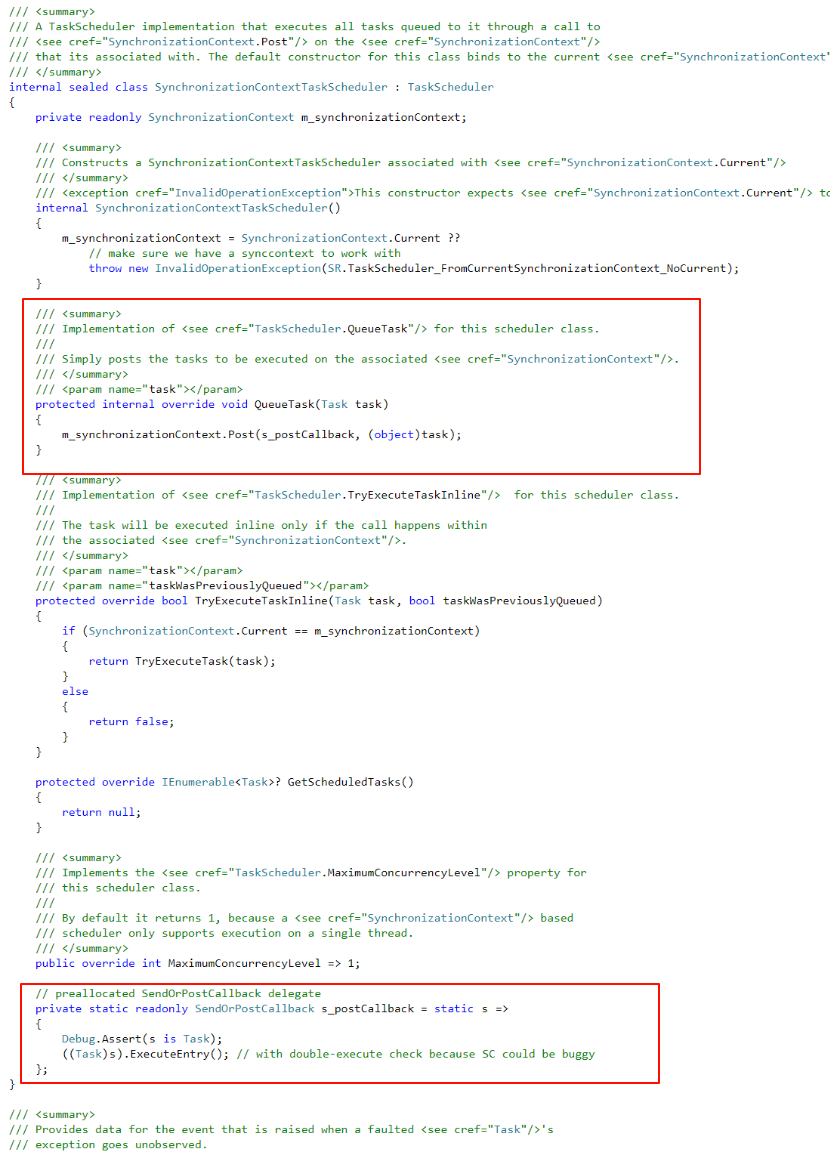 /// <summary>
/// A TaskScheduler implementation that executes all tasks queued to it through a call to
/// <see cref="SynchronizationContext.Post"/> on the <see cref="SynchronizationContext"/>
/// that its associated with. The default constructor for this class binds to the current <see cref="SynchronizationContext"
/// </summary>
internal sealed class SynchronizationContextTaskScheduler : TaskScheduler
{
    private readonly SynchronizationContext m_synchronizationContext;

    /// <summary>
    /// Constructs a SynchronizationContextTaskScheduler associated with <see cref="SynchronizationContext.Current"/>
    /// </summary>
    /// <exception cref="InvalidOperationException">This constructor expects <see cref="SynchronizationContext.Current"/> to
    internal SynchronizationContextTaskScheduler()
    {
        m_synchronizationContext = SynchronizationContext.Current ??
            // make sure we have a synccontext to work with
            throw new InvalidOperationException(SR.TaskScheduler_FromCurrentSynchronizationContext_NoCurrent);
    }

    /// <summary>
    /// Implementation of <see cref="TaskScheduler.QueueTask"/> for this scheduler class.
    ///
    /// Simply posts the tasks to be executed on the associated <see cref="SynchronizationContext"/>.
    /// </summary>
    /// <param name="task"></param>
    protected internal override void QueueTask(Task task)
    {
        m_synchronizationContext.Post(s_postCallback, (object)task);
    }

    /// <summary>
    /// Implementation of <see cref="TaskScheduler.TryExecuteTaskInline"/>  for this scheduler class.
    ///
    /// The task will be executed inline only if the call happens within
    /// the associated <see cref="SynchronizationContext"/>.
    /// </summary>
    /// <param name="task"></param>
    /// <param name="taskWasPreviouslyQueued"></param>
    protected override bool TryExecuteTaskInline(Task task, bool taskWasPreviouslyQueued)
    {
        if (SynchronizationContext.Current == m_synchronizationContext)
        {
            return TryExecuteTask(task);
        }
        else
        {
            return false;
        }
    }

    protected override IEnumerable<Task>? GetScheduledTasks()
    {
        return null;
    }

    /// <summary>
    /// Implements the <see cref="TaskScheduler.MaximumConcurrencyLevel"/> property for
    /// this scheduler class.
    ///
    /// By default it returns 1, because a <see cref="SynchronizationContext"/> based
    /// scheduler only supports execution on a single thread.
    /// </summary>
    public override int MaximumConcurrencyLevel => 1;

    // preallocated SendOrPostCallback delegate
    private static readonly SendOrPostCallback s_postCallback = static s =>
    {
        Debug.Assert(s is Task);
        ((Task)s).ExecuteEntry(); // with double-execute check because SC could be buggy
    };
}

/// <summary>
/// Provides data for the event that is raised when a faulted <see cref="Task"/>'s
/// exception goes unobserved.